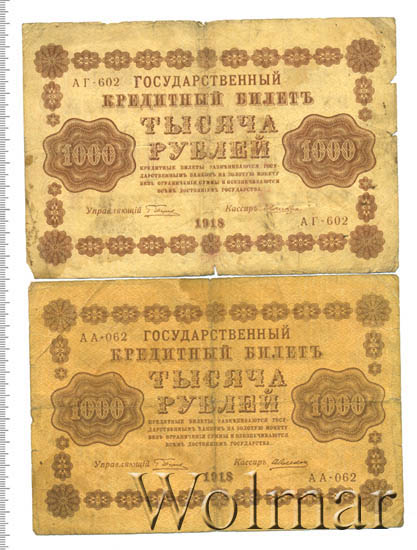 АГ-602
ГОСУДАРСТВЕННЫЙ
КРЕДИТНЫЙ БИЛЕТЪ
ТЫСЯЧА
РУБЛЕЙ
1000
1000
КРЕДИТНЫЕ БИЛЕТЫ РАЗМЕНИВАЮТСЯ ГОСУ-
ДАРСТВЕННЫМЪ БАНКОМЪ НА ЗОЛОТУЮ МОНЕТУ
БЕЗЪ ОГРАНИЧЕНІЯ СУММЫ И ОБЕЗПЕЧИВАЮТСЯ
ВСѢМЪ ДОСТОЯНІЕМЪ ГОСУДАРСТВА.
Управляющій
Кассиръ
1918
АГ-602
АА-062
ГОСУДАРСТВЕННЫЙ
КРЕДИТНЫЙ БИЛЕТЪ
ТЫСЯЧА
РУБЛЕЙ
1000
1000
КРЕДИТНЫЕ БИЛЕТЫ РАЗМЕНИВАЮТСЯ ГОСУ-
ДАРСТВЕННЫМЪ БАНКОМЪ НА ЗОЛОТУЮ МОНЕТУ
БЕЗЪ ОГРАНИЧЕНІЯ СУММЫ И ОБЕЗПЕЧИВАЮТСЯ
ВСѢМЪ ДОСТОЯНІЕМЪ ГОСУДАРСТВА.
Управляющій
Кассиръ
1918
АА-062
Wolmar